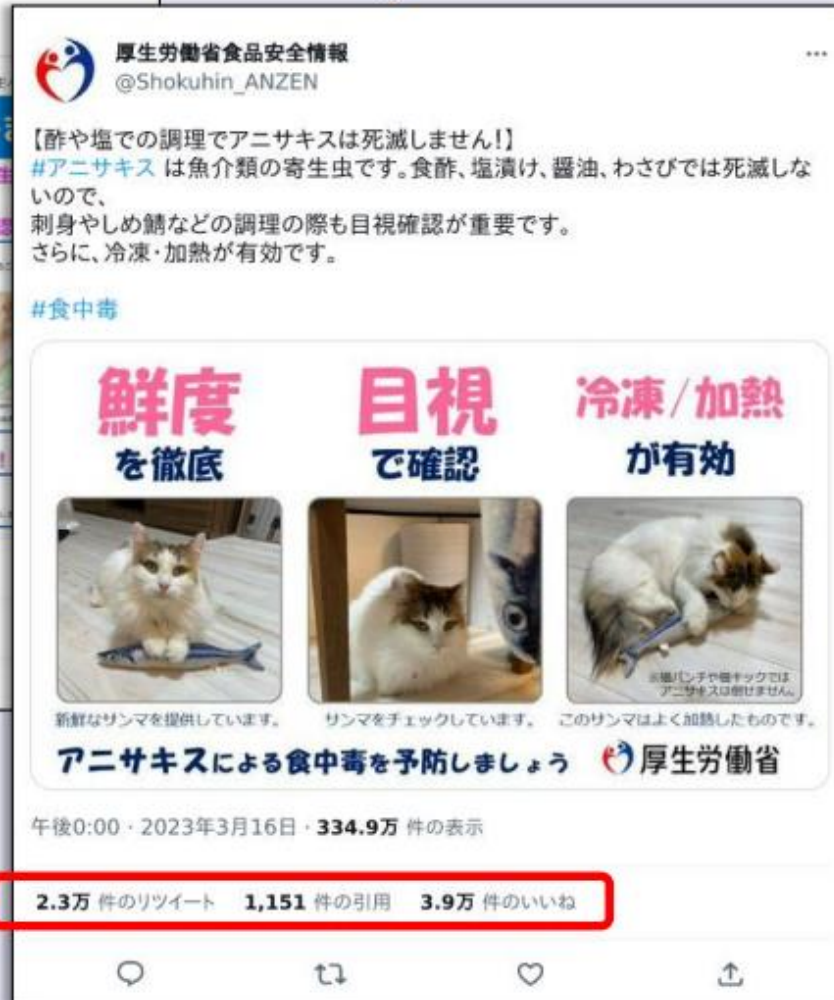 厚生労働省食品安全情報
@Shokuhin_ANZEN
【酢や塩での調理でアニサキスは死滅しません!】
#アニサキス は魚介類の寄生虫です。食酢、塩漬け、醤油、わさびでは死滅しな
いので、
刺身やしめ鯖などの調理の際も目視確認が重要です。
さらに、冷凍・加熱が有効です。
#食中毒
鮮度
を徹底
目視
で確認
冷凍/加熱
が有効
※猫パンチや猫キックでは
アニサキスは倒せません。
新鮮なサンマを提供しています。
サンマをチェックしています。
このサンマはよく加熱したものです。
アニサキスによる食中毒を予防しましょう
厚生労働省
午後0:00 · 2023年3月16日 · 334.9万 件の表示
2.3万 件のリツイート 1,151 件の引用 3.9万 件のいいね